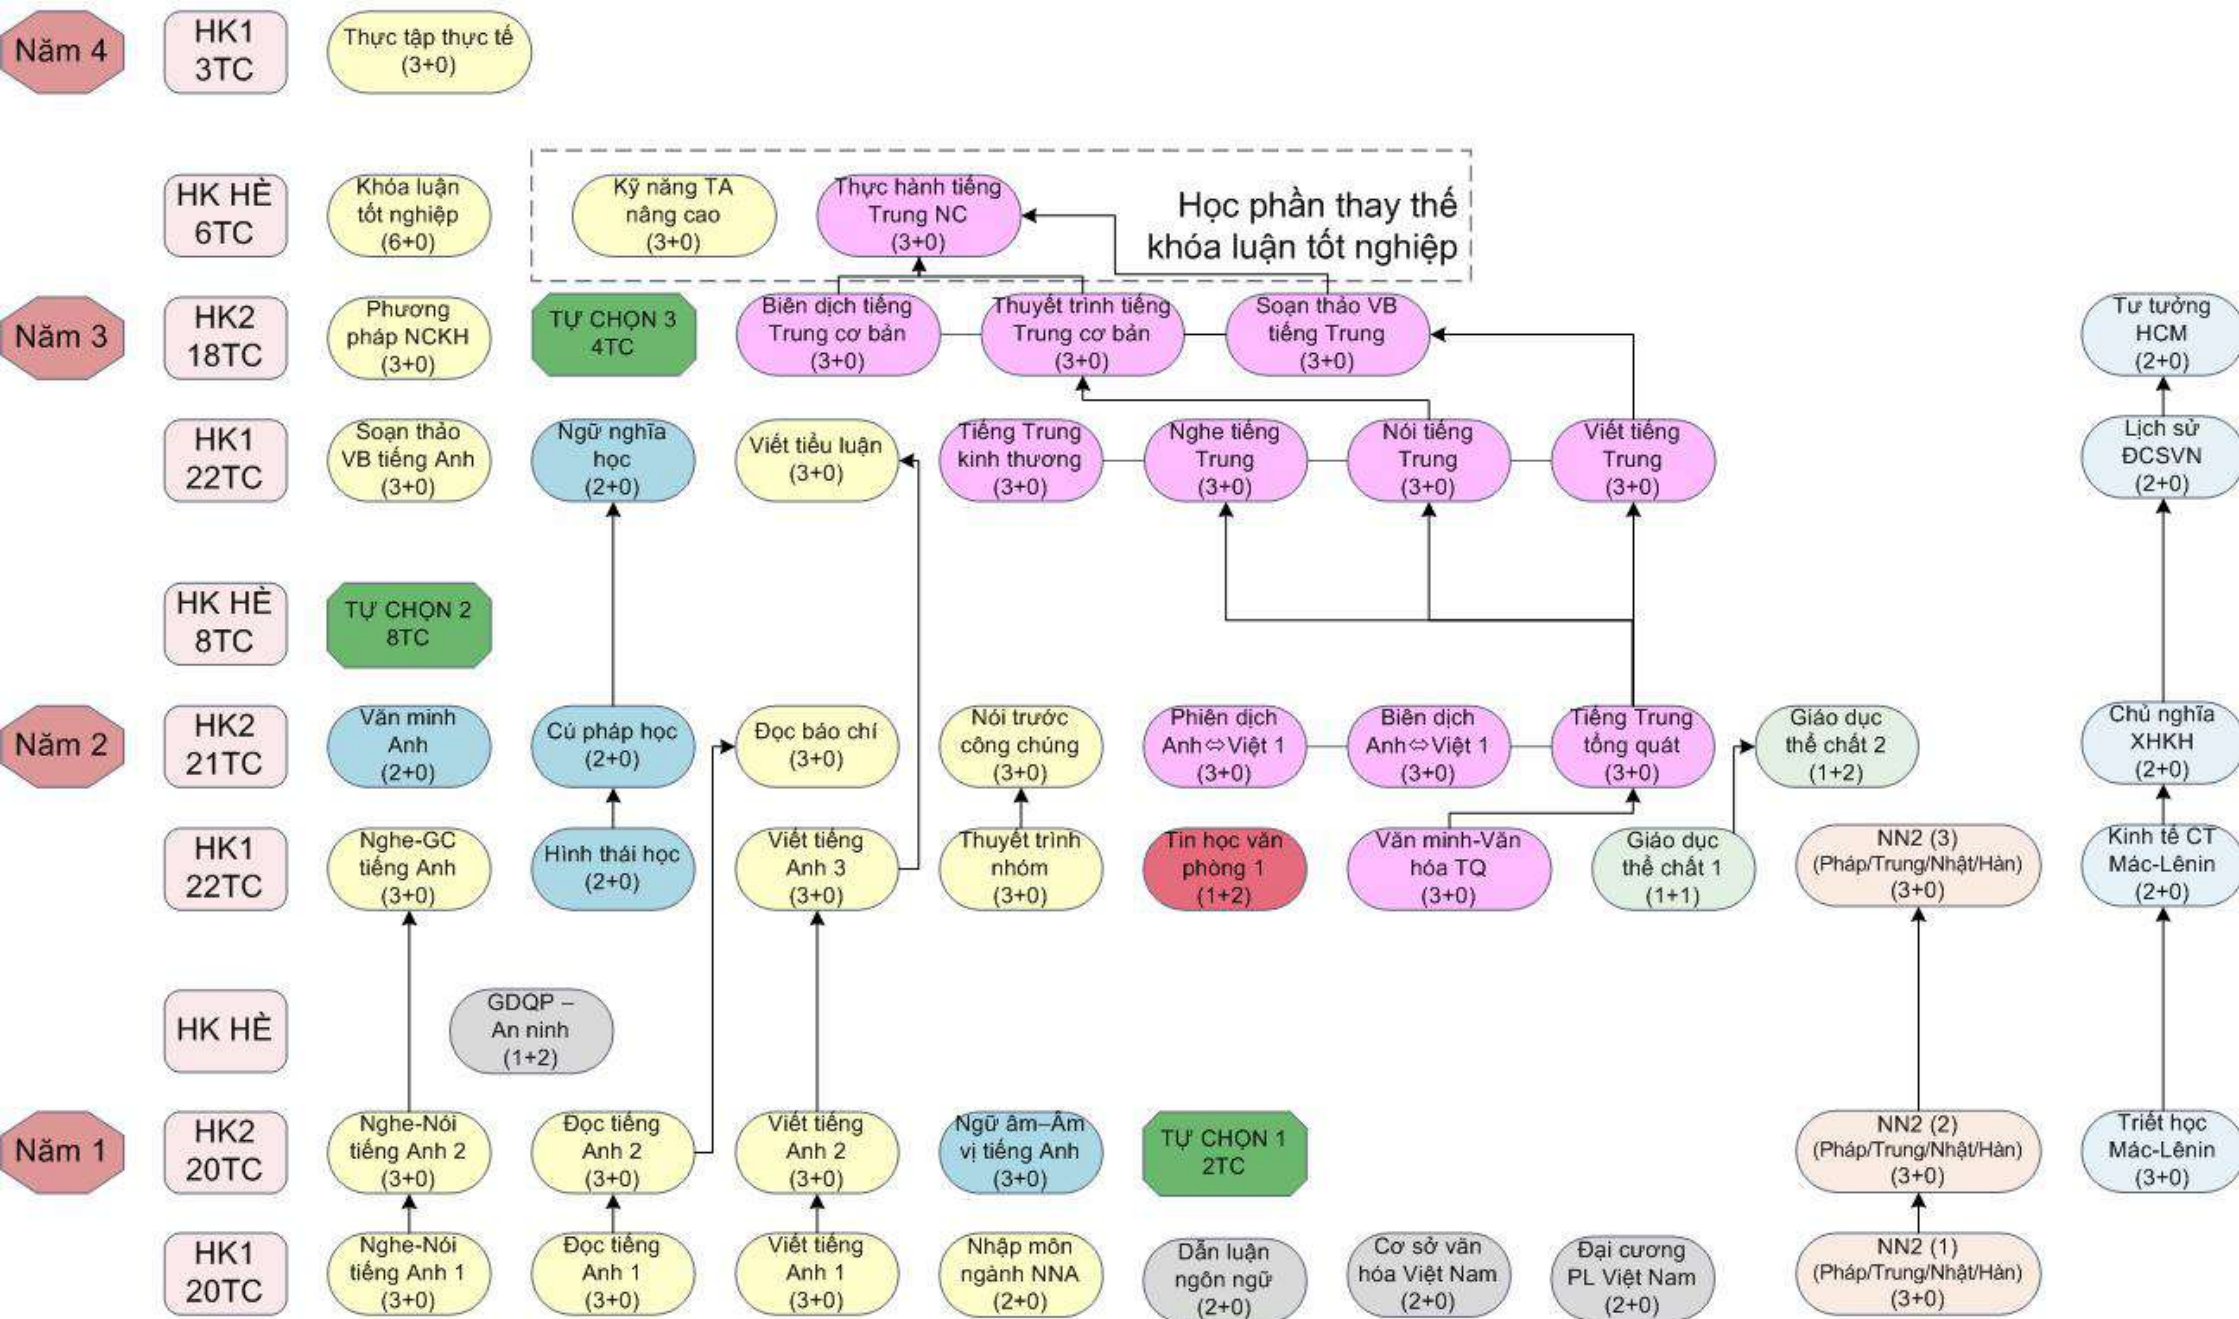 Năm 4
HK1
3TC
Thực tập thực tế
(3+0)
HK HÈ
6TC
Khóa luận
tốt nghiệp
(6+0)
Kỹ năng TA
nâng cao
(3+0)
Thực hành tiếng
Trung NC
(3+0)
Học phần thay thế
khóa luận tốt nghiệp
Năm 3
HK2
18TC
Phương
pháp NCKH
(3+0)
TỰ CHỌN 3
4TC
Biên dịch tiếng
Trung cơ bản
(3+0)
Thuyết trình tiếng
Trung cơ bản
(3+0)
Soạn thảo VB
tiếng Trung
(3+0)
Tư tưởng
HCM
(2+0)
HK1
22TC
Soạn thảo
VB tiếng Anh
(3+0)
Ngữ nghĩa
học
(2+0)
Viết tiểu luận
(3+0)
Tiếng Trung
kinh thương
(3+0)
Nghe tiếng
Trung
(3+0)
Nói tiếng
Trung
(3+0)
Viết tiếng
Trung
(3+0)
Lịch sử
ĐCSVN
(2+0)
HK HÈ
8TC
TỰ CHỌN 2
8TC
Năm 2
HK2
21TC
Văn minh
Anh
(2+0)
Cú pháp học
(2+0)
Đọc báo chí
(3+0)
Nói trước
công chúng
(3+0)
Phiên dịch
Anh⇔Việt 1
(3+0)
Biên dịch
Anh⇔Việt 1
(3+0)
Tiếng Trung
tổng quát
(3+0)
Giáo dục
thể chất 2
(1+2)
Chủ nghĩa
XHKH
(2+0)
HK1
22TC
Nghe-GC
tiếng Anh
(3+0)
Hình thái học
(2+0)
Viết tiếng
Anh 3
(3+0)
Thuyết trình
nhóm
(3+0)
Tin học văn
phòng 1
(1+2)
Văn minh-Văn
hóa TQ
(3+0)
Giáo dục
thể chất 1
(1+1)
NN2 (3)
(Pháp/Trung/Nhật/Hàn)
(3+0)
Kinh tế CT
Mác-Lênin
(2+0)
HK HÈ
GDQP –
An ninh
(1+2)
Năm 1
HK2
20TC
Nghe-Nói
tiếng Anh 2
(3+0)
Đọc tiếng
Anh 2
(3+0)
Viết tiếng
Anh 2
(3+0)
Ngữ âm–Âm
vị tiếng Anh
(3+0)
TỰ CHỌN 1
2TC
NN2 (2)
(Pháp/Trung/Nhật/Hàn)
(3+0)
Triết học
Mác-Lênin
(3+0)
HK1
20TC
Nghe-Nói
tiếng Anh 1
(3+0)
Đọc tiếng
Anh 1
(3+0)
Viết tiếng
Anh 1
(3+0)
Nhập môn
ngành NNA
(2+0)
Dẫn luận
ngôn ngữ
(2+0)
Cơ sở văn
hóa Việt Nam
(2+0)
Đại cương
PL Việt Nam
(2+0)
NN2 (1)
(Pháp/Trung/Nhật/Hàn)
(3+0)